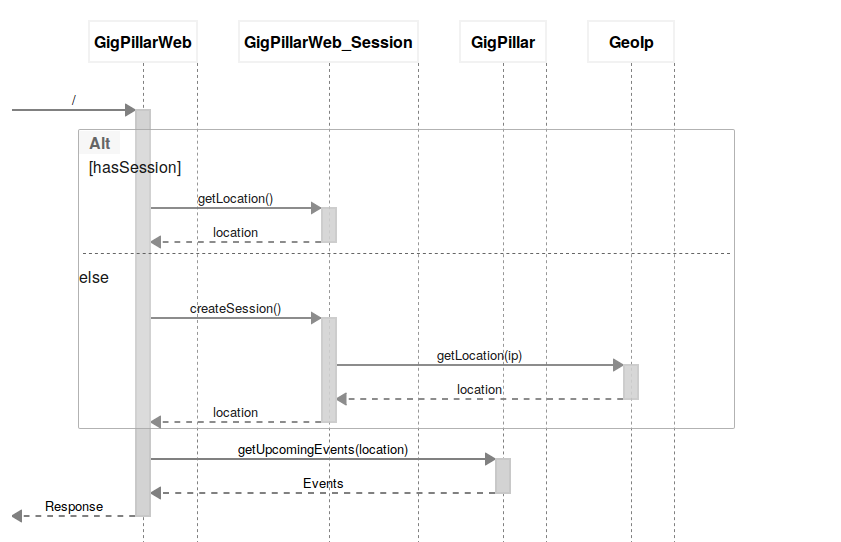 GigPillarWeb GigPillarWeb_Session GigPillar GeoIp
/
Alt
[hasSession]
getLocation()
location
else
createSession()
getLocation(ip)
location
location
getUpcomingEvents(location)
Events
Response